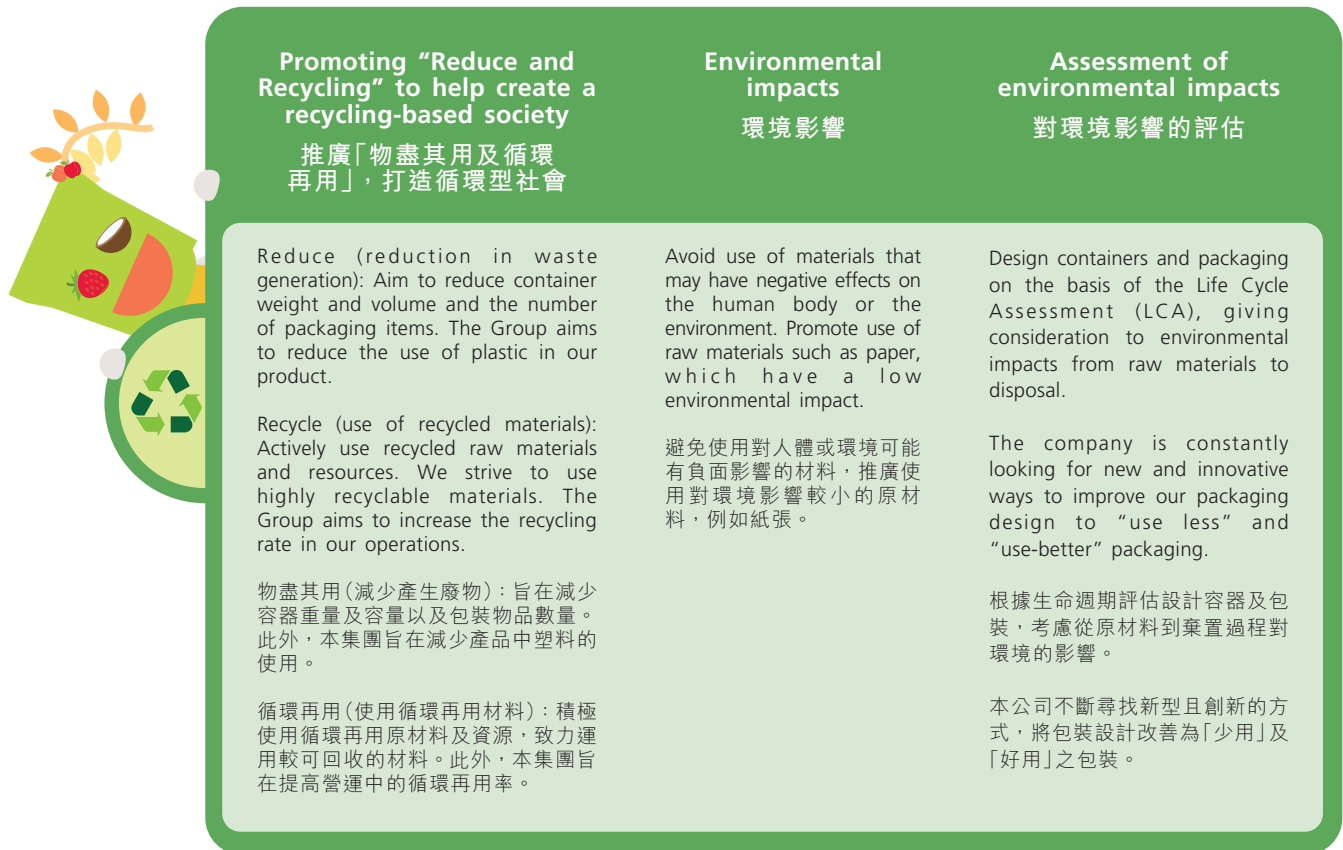 Promoting “Reduce and
Recycling” to help create a
recycling-based society
推廣「物盡其用及循環
再用」，打造循環型社會
Reduce (reduction in waste
generation): Aim to reduce container
weight and volume and the number
of packaging items. The Group aims
to reduce the use of plastic in our
product.
Recycle (use of recycled materials):
Actively use recycled raw materials
and resources. We strive to use
highly recyclable materials. The
Group aims to increase the recycling
rate in our operations.
物盡其用（減少產生廢物）：旨在減少
容器重量及容量以及包裝物品數量。
此外，本集團旨在減少產品中塑料的
使用。
循環再用（使用循環再用材料）：積極
使用循環再用原材料及資源，致力運
用較可回收的材料。此外，本集團旨
在提高營運中的循環再用率。
Environmental
impacts
環境影響
Avoid use of materials that
may have negative effects on
the human body or the
environment. Promote use of
raw materials such as paper,
which have a low
environmental impact.
避免使用對人體或環境可能
有負面影響的材料，推廣使
用對環境影響較小的原材
料，例如紙張。
Assessment of
environmental impacts
對環境影響的評估
Design containers and packaging
on the basis of the Life Cycle
Assessment (LCA), giving
consideration to environmental
impacts from raw materials to
disposal.
The company is constantly
looking for new and innovative
ways to improve our packaging
design to “use less” and
“use-better” packaging.
根據生命週期評估設計容器及包
裝，考慮從原材料到棄置過程對
環境的影響。
本公司不斷尋找新型且創新的方
式，將包裝設計改善為「少用」及
「好用」之包裝。